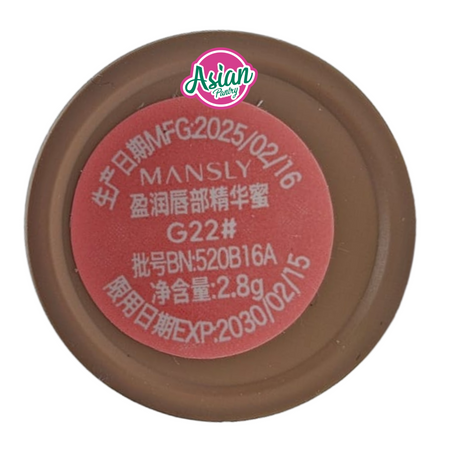 Asian
Pantry
生产日期MFG:2025/02/16
MANSLY
盈润唇部精华蜜
G22#
批号BN:520B16A
净含量:2.8g
限用日期EXP:2030/02/15